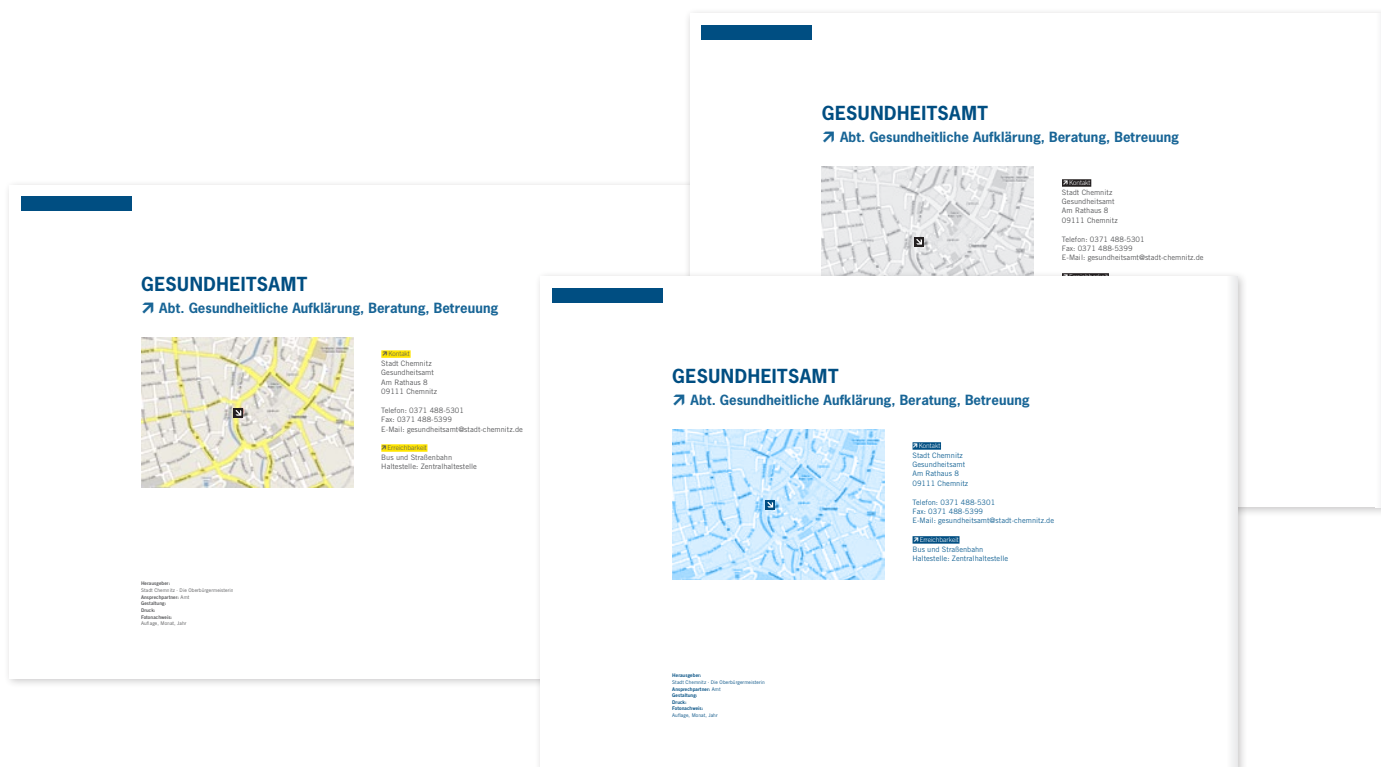 GESUNDHEITSAMT
Abt. Gesundheitliche Aufklärung, Beratung, Betreuung
Kontakt
Stadt Chemnitz
Gesundheitsamt
Am Rathaus 8
09111 Chemnitz
Telefon: 0371 488-5301
Fax: 0371 488-5399
E-Mail: gesundheitsamt@stadt-chemnitz.de
GESUNDHEITSAMT
Abt. Gesundheitliche Aufklärung, Beratung, Betreuung
Kontakt
Stadt Chemnitz
Gesundheitsamt
Am Rathaus 8
09111 Chemnitz
Telefon: 0371 488-5301
Fax: 0371 488-5399
E-Mail: gesundheitsamt@stadt-chemnitz.de
Erreichbarkeit
Bus und Straßenbahn
Haltestelle: Zentralhaltestelle
Herausgeber:
Stadt Chemnitz · Die Oberbürgermeisterin
Ansprechpartner: Amt
Gestaltung:
Druck:
Fotonachweis:
Auflage, Monat, Jahr
GESUNDHEITSAMT
Abt. Gesundheitliche Aufklärung, Beratung, Betreuung
Kontakt
Stadt Chemnitz
Gesundheitsamt
Am Rathaus 8
09111 Chemnitz
Telefon: 0371 488-5301
Fax: 0371 488-5399
E-Mail: gesundheitsamt@stadt-chemnitz.de
Erreichbarkeit
Bus und Straßenbahn
Haltestelle: Zentralhaltestelle
Herausgeber:
Stadt Chemnitz · Die Oberbürgermeisterin
Ansprechpartner: Amt
Gestaltung:
Druck:
Fotonachweis:
Auflage, Monat, Jahr